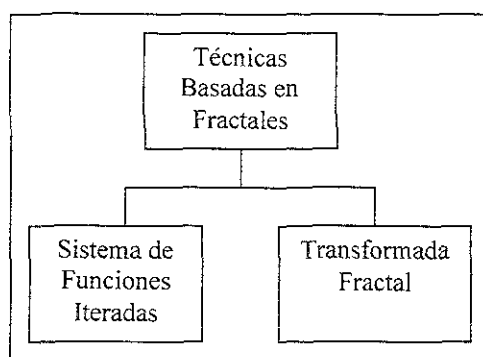 Técnicas
Basadas en
Fractales
Sistema de
Funciones
Iteradas
Transformada
Fractal